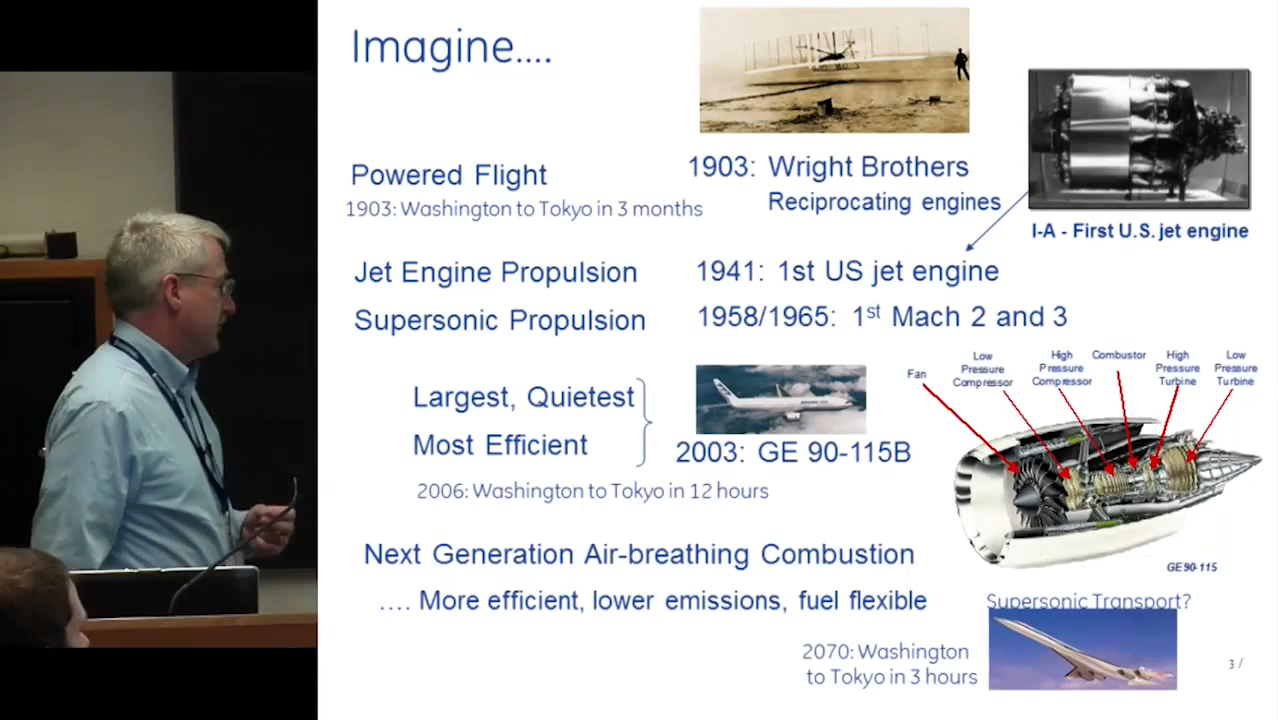 Imagine....
Powered Flight
1903: Wright Brothers
Reciprocating engines
1903: Washington to Tokyo in 3 months
I-A - First U.S. jet engine
Jet Engine Propulsion
1941: 1st US jet engine
Supersonic Propulsion
1958/1965: 1st Mach 2 and 3
Fan
Low
Pressure
Compressor
High
Pressure
Compressor
Combustor
High
Pressure
Turbine
Low
Pressure
Turbine
Largest, Quietest
Most Efficient
2003: GE 90-115B
2006: Washington to Tokyo in 12 hours
GE90-115
Next Generation Air-breathing Combustion
.... More efficient, lower emissions, fuel flexible
Supersonic Transport?
2070: Washington
to Tokyo in 3 hours
3 /